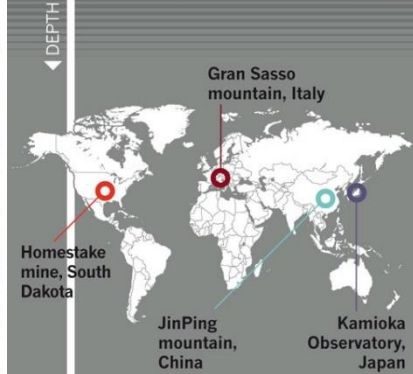 DEPTH
Gran Sasso
mountain, Italy
Homestake
mine, South
Dakota
JinPing
mountain,
China
Kamioka
Observatory,
Japan